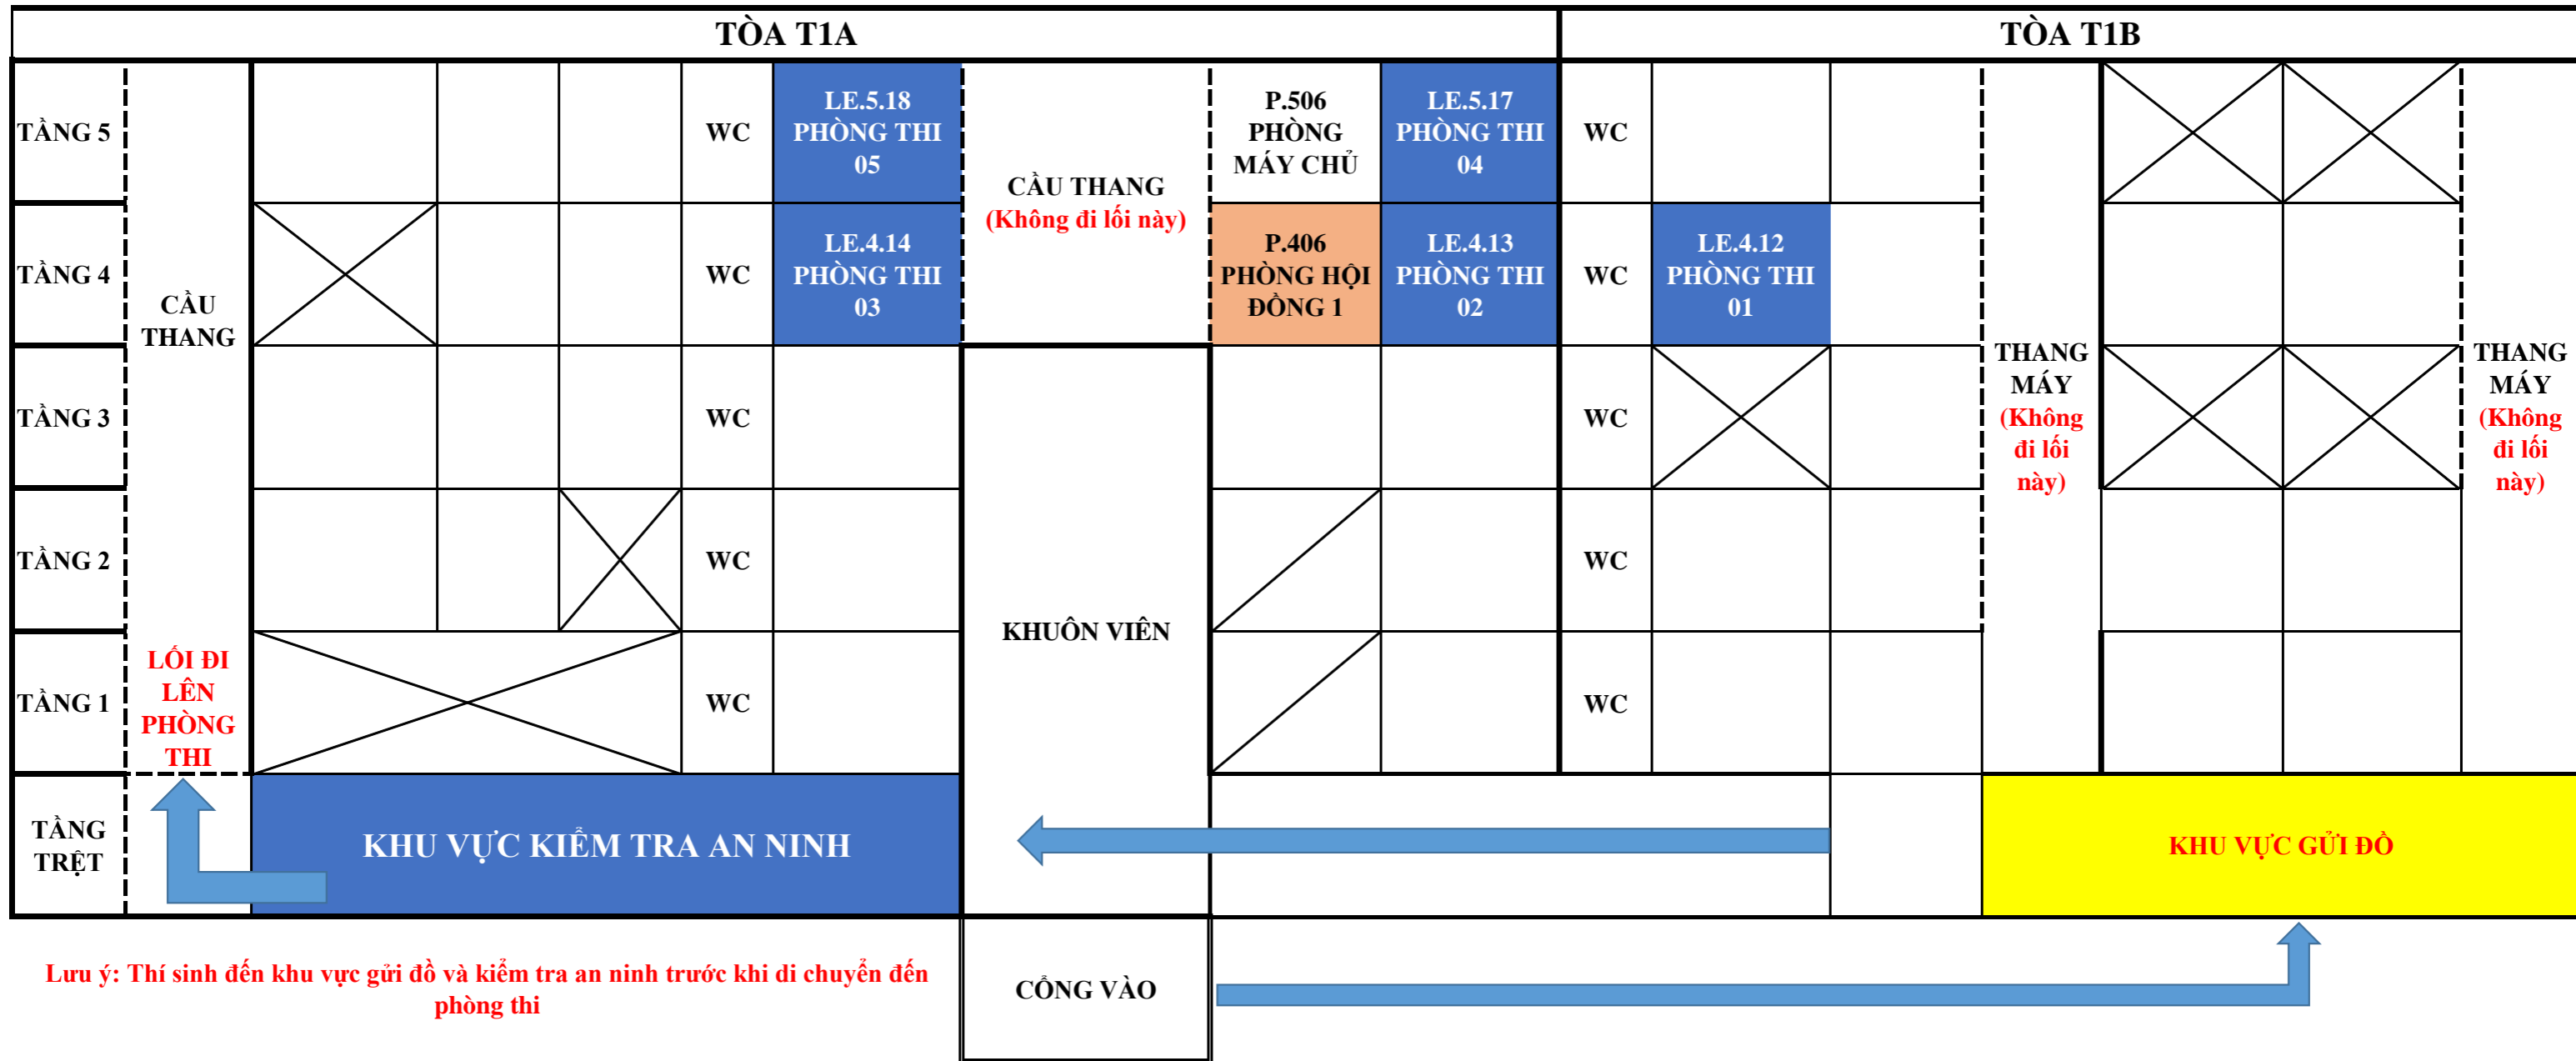 TÒA T1A
TÒA T1B
TẦNG 5
WC
LE.5.18
PHÒNG THI
05
CẦU THANG
(Không đi lối này)
P.506
PHÒNG
MÁY CHỦ
LE.5.17
PHÒNG THI
04
WC
TẦNG 4
CẦU
THANG
WC
LE.4.14
PHÒNG THI
03
P.406
PHÒNG HỘI
ĐỒNG 1
LE.4.13
PHÒNG THI
02
WC
LE.4.12
PHÒNG THI
01
THANG
MÁY
(Không
đi lối
này)
THANG
MÁY
(Không
đi lối
này)
TẦNG 3
WC
WC
TẦNG 2
WC
KHUÔN VIÊN
WC
TẦNG 1
LỐI ĐI
LÊN
PHÒNG
THI
WC
WC
TẦNG
TRỆT
KHU VỰC KIỂM TRA AN NINH
KHU VỰC GỬI ĐỒ
Lưu ý: Thí sinh đến khu vực gửi đồ và kiểm tra an ninh trước khi di chuyển đến
phòng thi
CỔNG VÀO